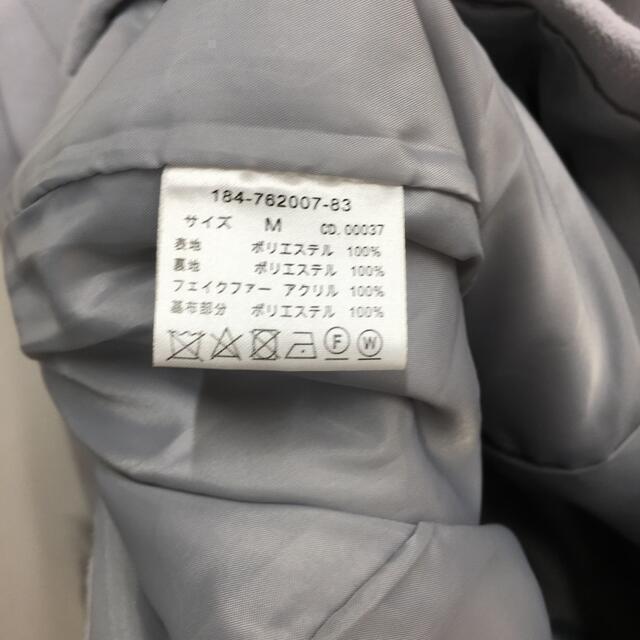 184-762007-83
サイズ M CD.00037
表地 ポリエステル 100%
裏地 ポリエステル 100%
フェイクファー アクリル 100%
基布部分 ポリエステル 100%
F W